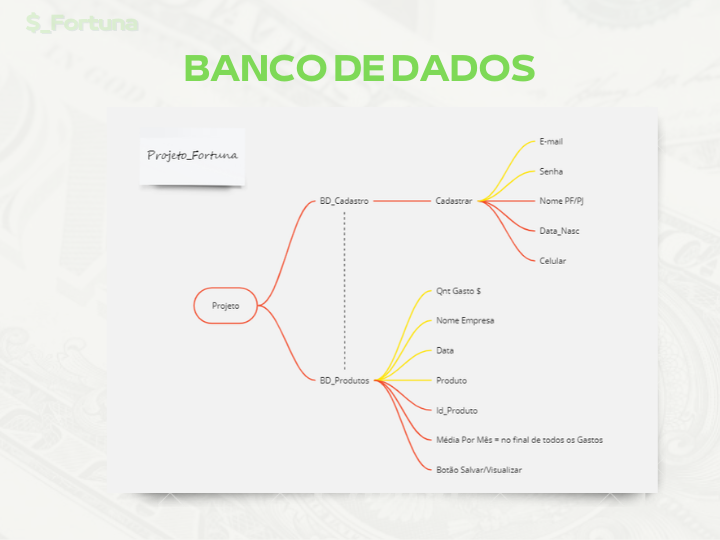 $_Fortuna
BANCO DE DADOS
Projeto_Fortuna
Projeto
BD_Cadastro
Cadastrar
E-mail
Senha
Nome PF/PJ
Data_Nasc
Celular
BD_Produtos
Qnt Gasto $
Nome Empresa
Data
Produto
Id_Produto
Média Por Mês = no final de todos os Gastos
Botão Salvar/Visualizar